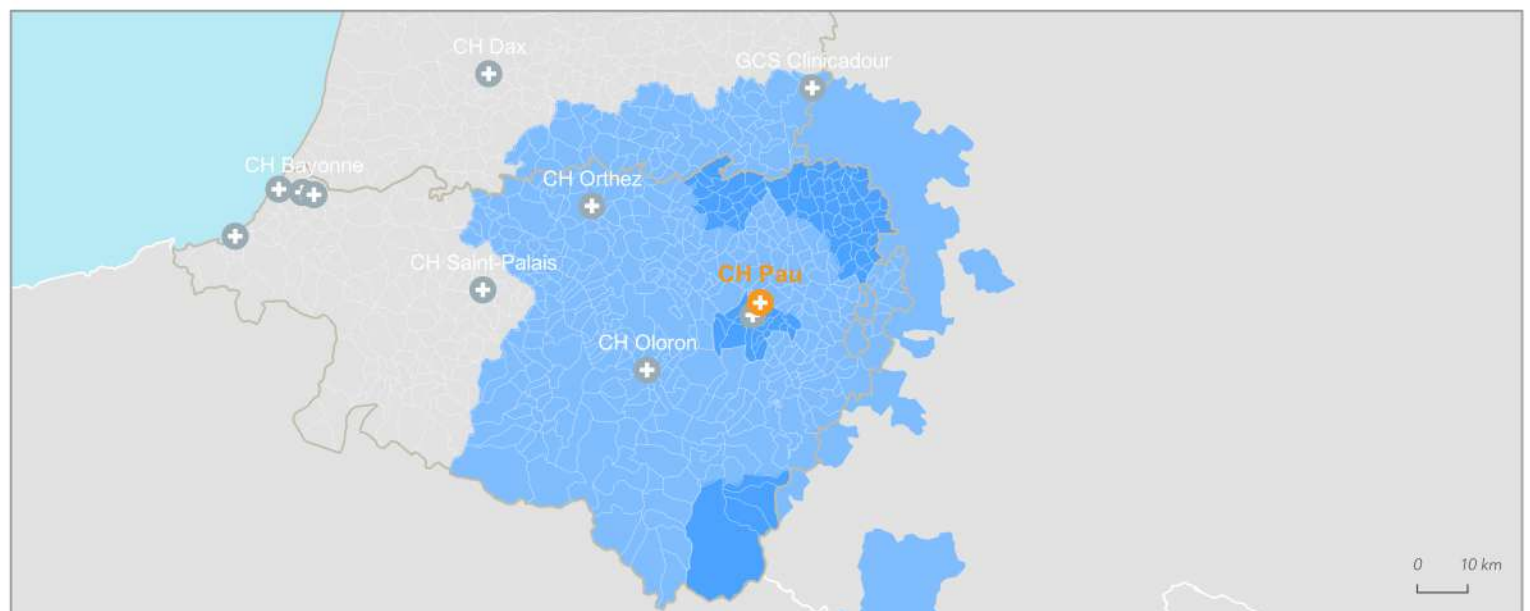 CH Dax
GCS Clinicadour
CH Bayonne
CH Orthez
CH Saint-Palais
CH Pau
CH Oloron
0 10 km